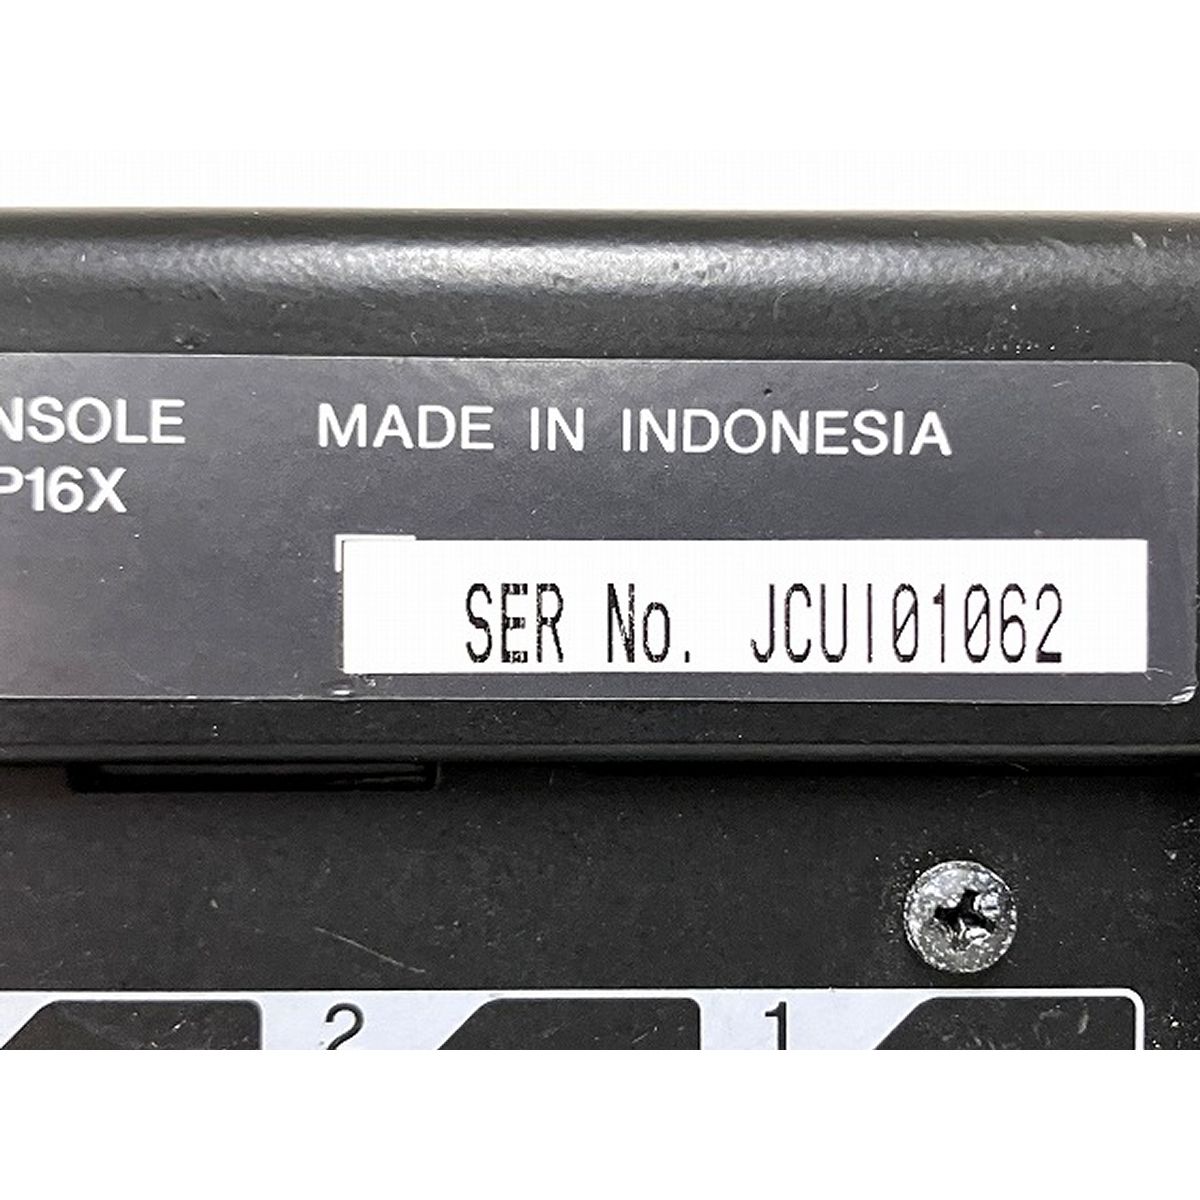 NSOLE MADE IN INDONESIA
P16X
SER No. JCUI01062
2 1